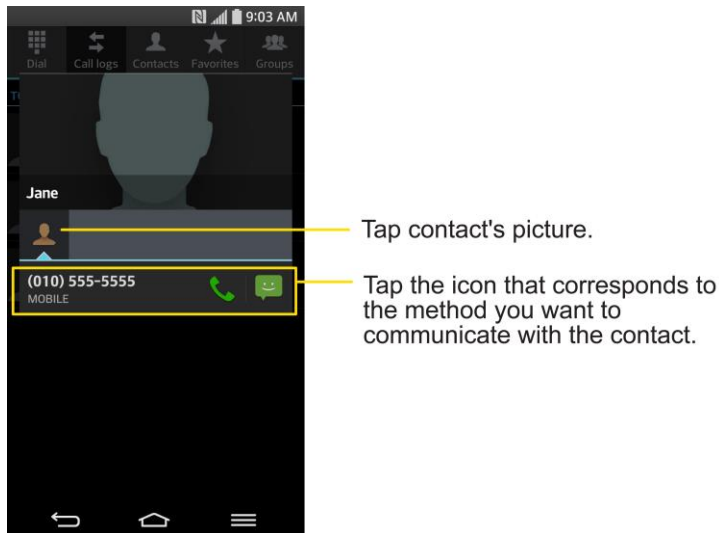 9:03 AM
Dial Call logs Contacts Favorites Groups
Jane
Tap contact's picture.
(010) 555-5555
MOBILE
Tap the icon that corresponds to
the method you want to
communicate with the contact.